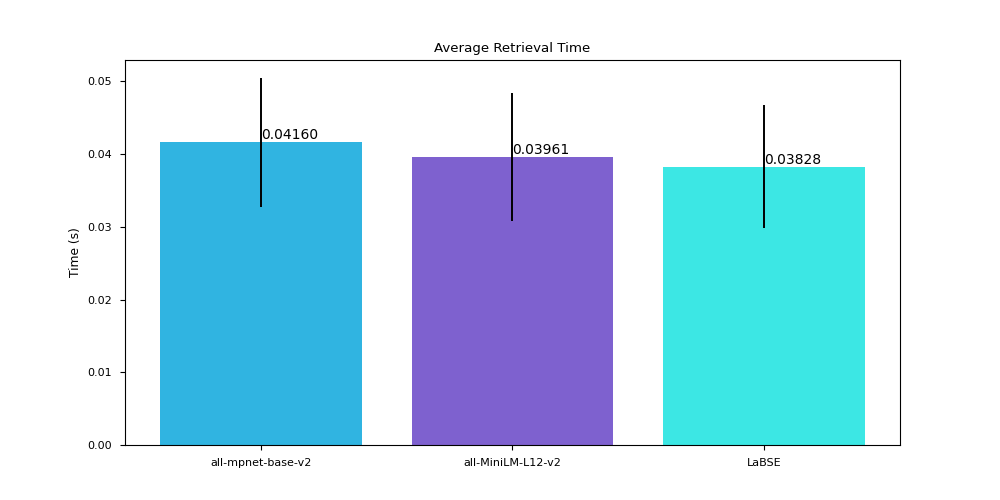 Average Retrieval Time
Time (s)
0.05
0.04
0.03
0.02
0.01
0.00
0.04160
0.03961
0.03828
all-mpnet-base-v2
all-MiniLM-L12-v2
LaBSE